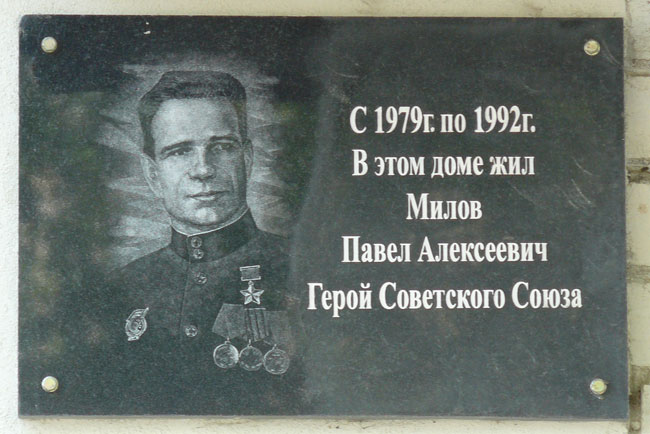 С 1979г. по 1992г.
В этом доме жил
Милов
Павел Алексеевич
Герой Советского Союза